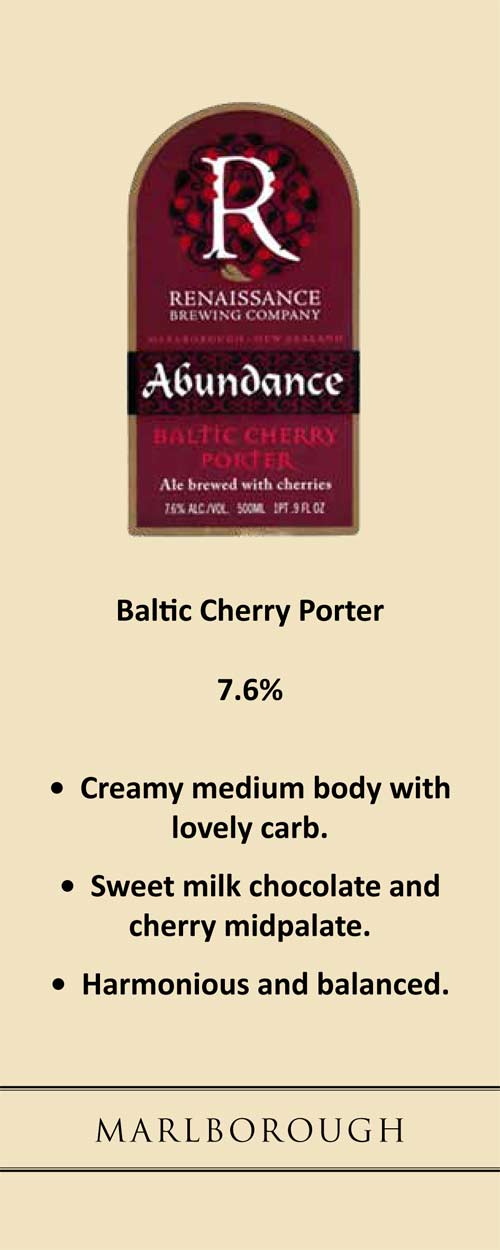 R
RENAISSANCE
BREWING COMPANY
MARLBOROUGH - NEW ZEALAND
Abundance
BALTIC CHERRY
PORTER
Ale brewed with cherries
7.6% ALC./VOL. 500ML 1PT .9 FL OZ
Baltic Cherry Porter
7.6%
• Creamy medium body with
lovely carb.
• Sweet milk chocolate and
cherry midpalate.
• Harmonious and balanced.
MARLBOROUGH